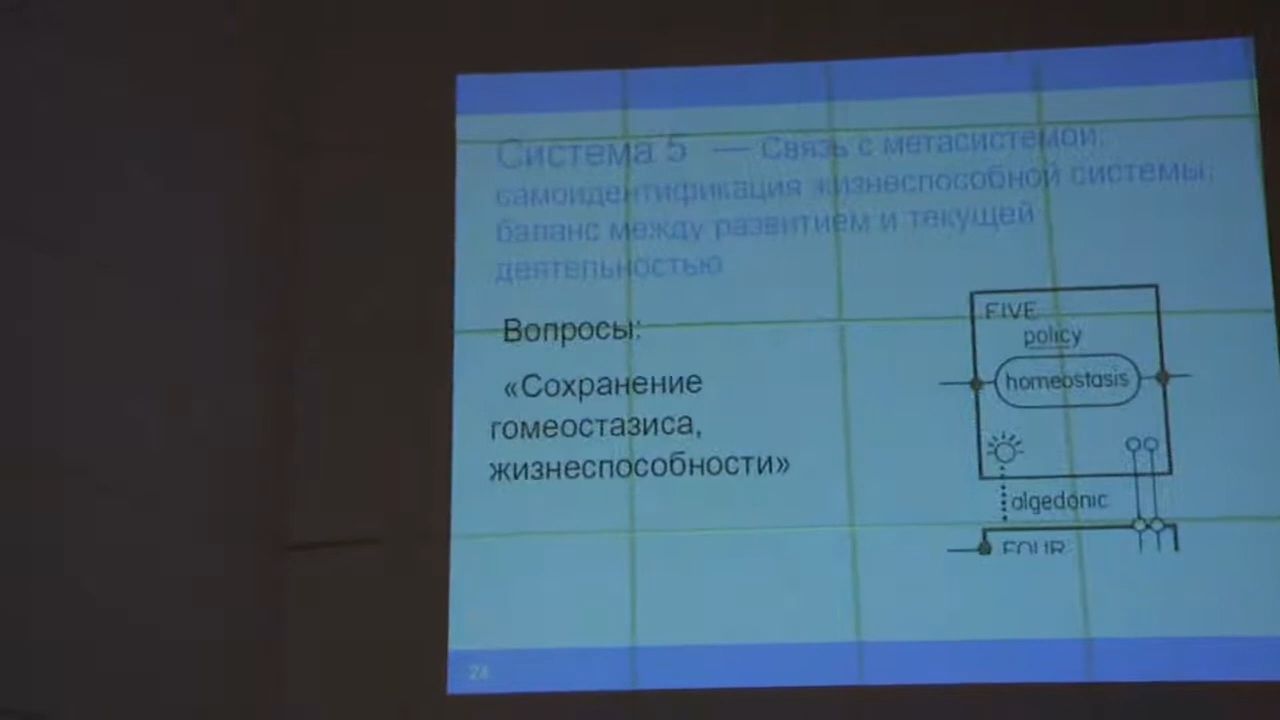 Система 5 — Связь с метасистемой,
самоидентификация жизнеспособной системы,
баланс между развитием и текущей
деятельностью
Вопросы:
«Сохранение
гомеостазиса,
жизнеспособности»
FIVE
policy
homeostasis
algedonic
FOUR